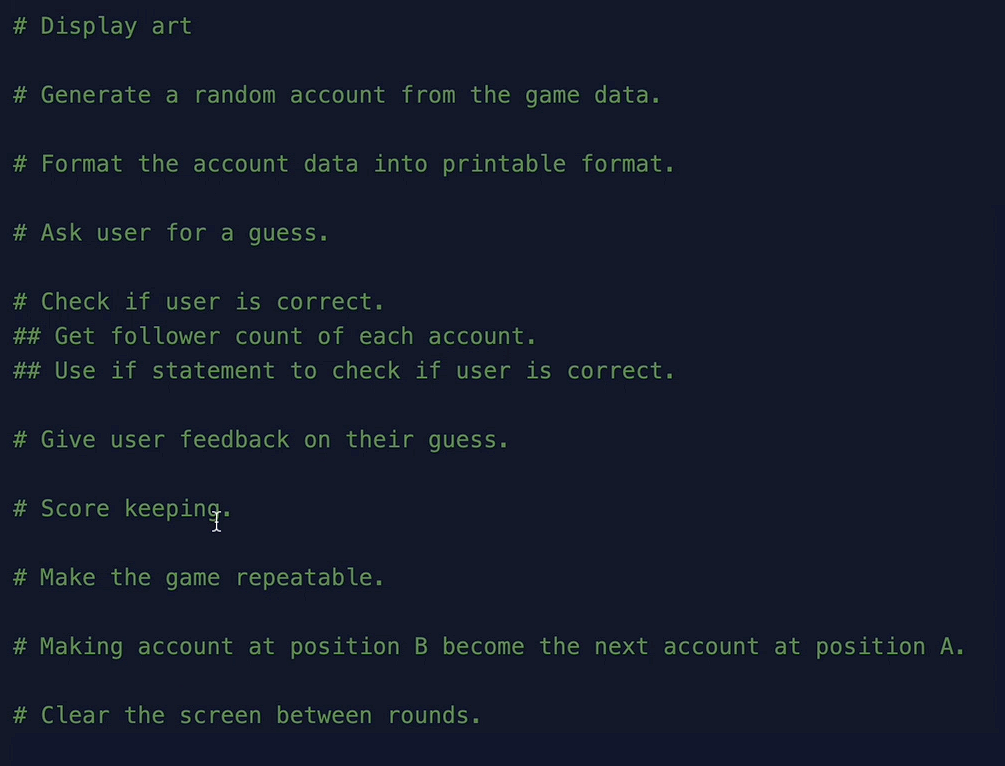 # Display art
# Generate a random account from the game data.
# Format the account data into printable format.
# Ask user for a guess.
# Check if user is correct.
## Get follower count of each account.
## Use if statement to check if user is correct.
# Give user feedback on their guess.
# Score keeping.
# Make the game repeatable.
# Making account at position B become the next account at position A.
# Clear the screen between rounds.